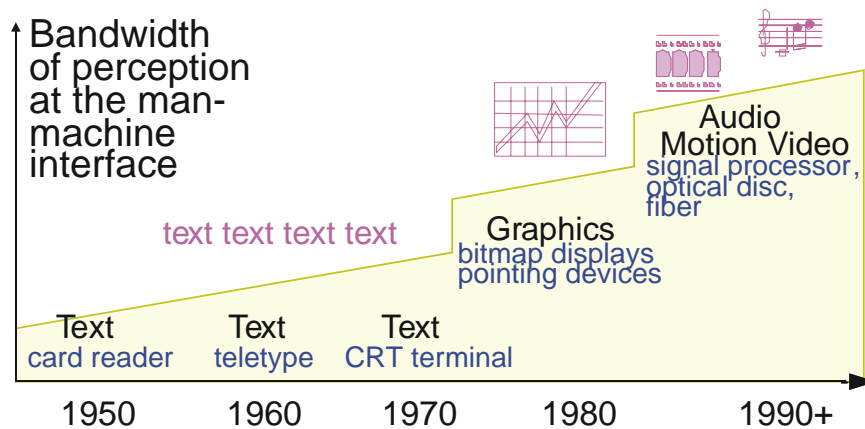 Bandwidth
of perception
at the man-
machine
interface
text text text text
Audio
Motion Video
signal processor,
optical disc,
fiber
Graphics
bitmap displays
pointing devices
Text
card reader
Text
teletype
Text
CRT terminal
1950
1960
1970
1980
1990+